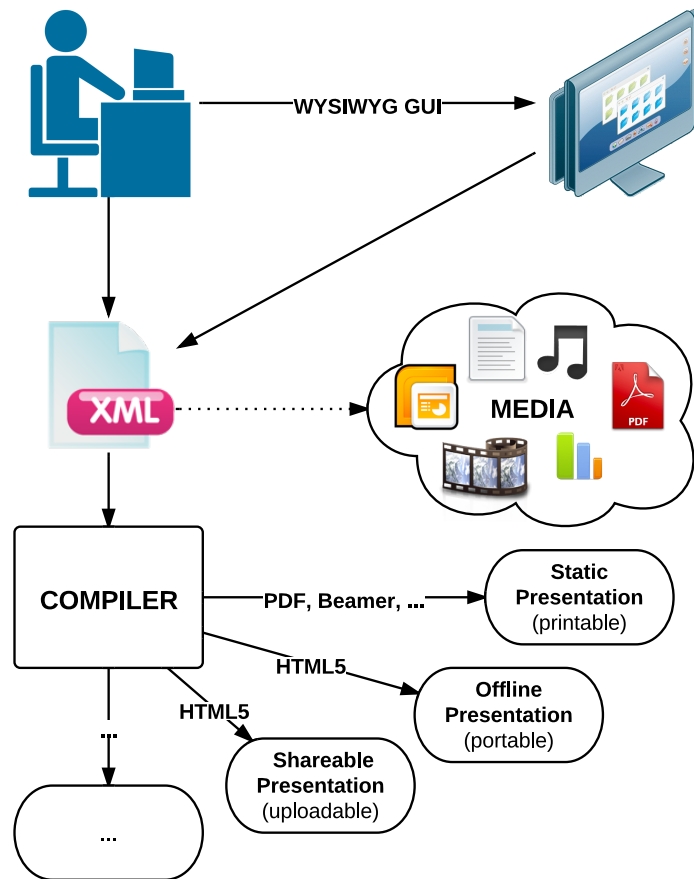 WYSIWYG GUI
XML
MEDIA
PDF
COMPILER
PDF, Beamer, ...
Static
Presentation
(printable)
HTML5
Offline
Presentation
(portable)
HTML5
Shareable
Presentation
(uploadable)
...
...